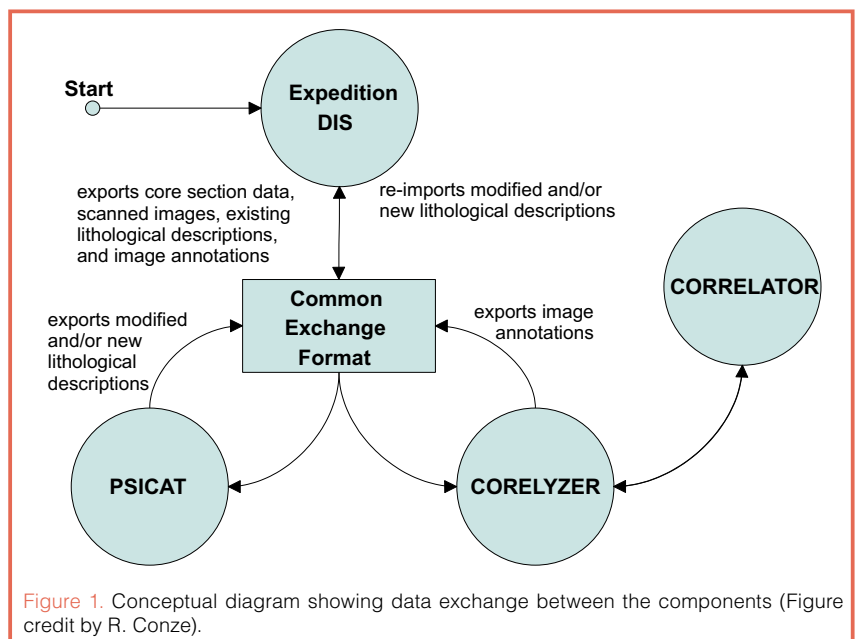 Start
Expedition
DIS
exports core section data,
scanned images, existing
lithological descriptions,
and image annotations
re-imports modified and/or
new lithological descriptions
CORRELATOR
Common
Exchange
Format
exports modified
and/or new
lithological
descriptions
exports image
annotations
PSICAT
CORELYZER
Figure 1. Conceptual diagram showing data exchange between the components (Figure
credit by R. Conze).